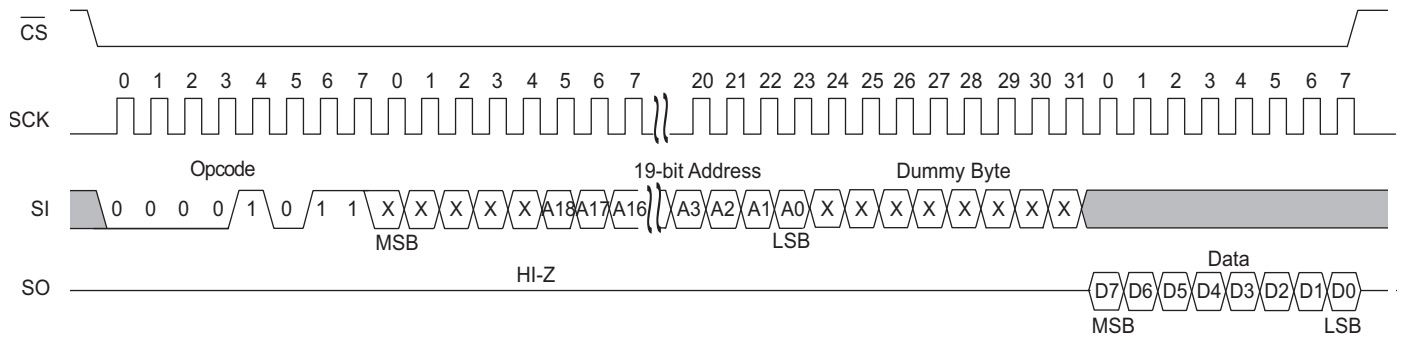 CS
0 1 2 3 4 5 6 7 0 1 2 3 4 5 6 7 20 21 22 23 24 25 26 27 28 29 30 31 0 1 2 3 4 5 6 7
SCK
Opcode 19-bit Address Dummy Byte
SI 0 0 0 0 1 0 1 1 X X X X X A18 A17 A16 A3 A2 A1 A0 X X X X X X X X
MSB LSB
HI-Z Data
SO D7 D6 D5 D4 D3 D2 D1 D0
MSB LSB